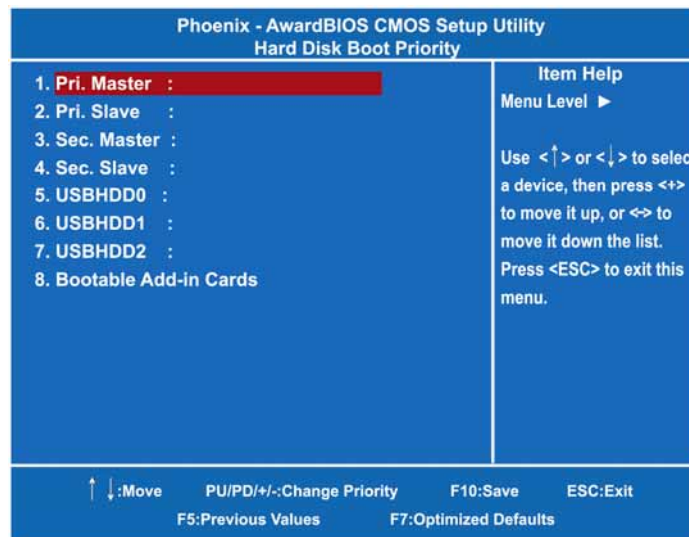 Phoenix - AwardBIOS CMOS Setup Utility
Hard Disk Boot Priority
1. Pri. Master :
2. Pri. Slave :
3. Sec. Master :
4. Sec. Slave :
5. USBHDD0 :
6. USBHDD1 :
7. USBHDD2 :
8. Bootable Add-in Cards
Item Help
Menu Level ►
Use <↑> or <↓> to selec
a device, then press <+>
to move it up, or <-> to
move it down the list.
Press <ESC> to exit this
menu.
↑ ↓:Move PU/PD/+/-:Change Priority F10:Save ESC:Exit
F5:Previous Values F7:Optimized Defaults